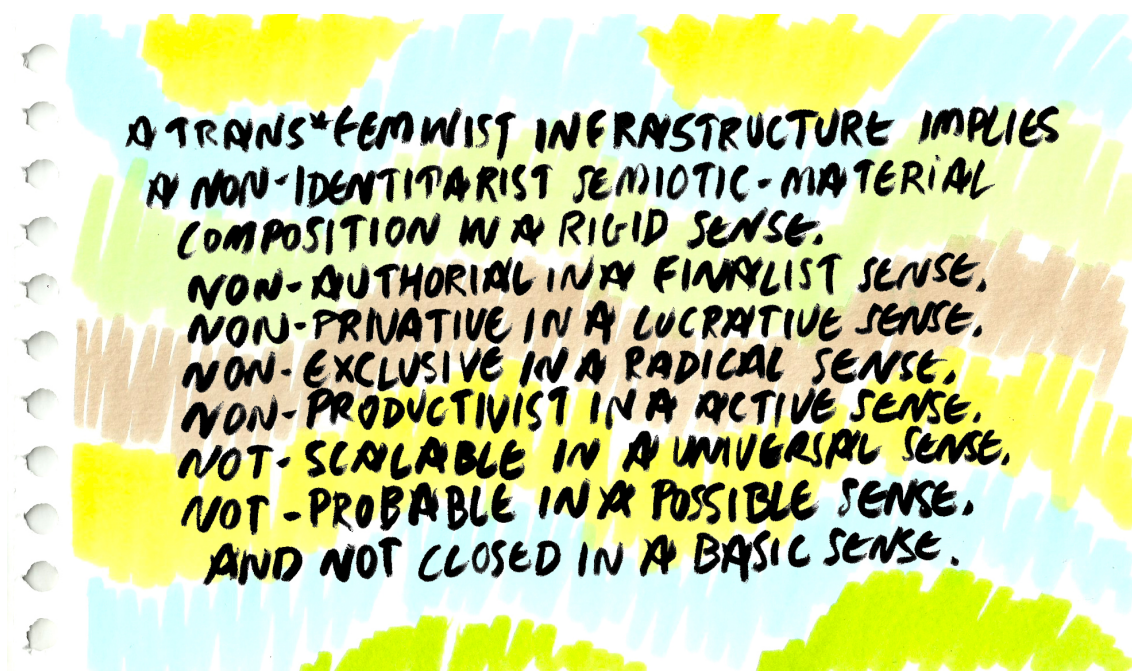 A TRANS*FEMINIST INFRASTRUCTURE IMPLIES
A NON-IDENTITARIST SEMIOTIC-MATERIAL
COMPOSITION IN A RIGID SENSE.
NON-AUTHORIAL IN A FINALIST SENSE,
NON-PRIVATIVE IN A LUCRATIVE SENSE,
NON-EXCLUSIVE IN A RADICAL SENSE,
NON-PRODUCTIVIST IN A ACTIVE SENSE.
NOT-SCALABLE IN A UNIVERSAL SENSE,
NOT-PROBABLE IN A POSSIBLE SENSE,
AND NOT CLOSED IN A BASIC SENSE.